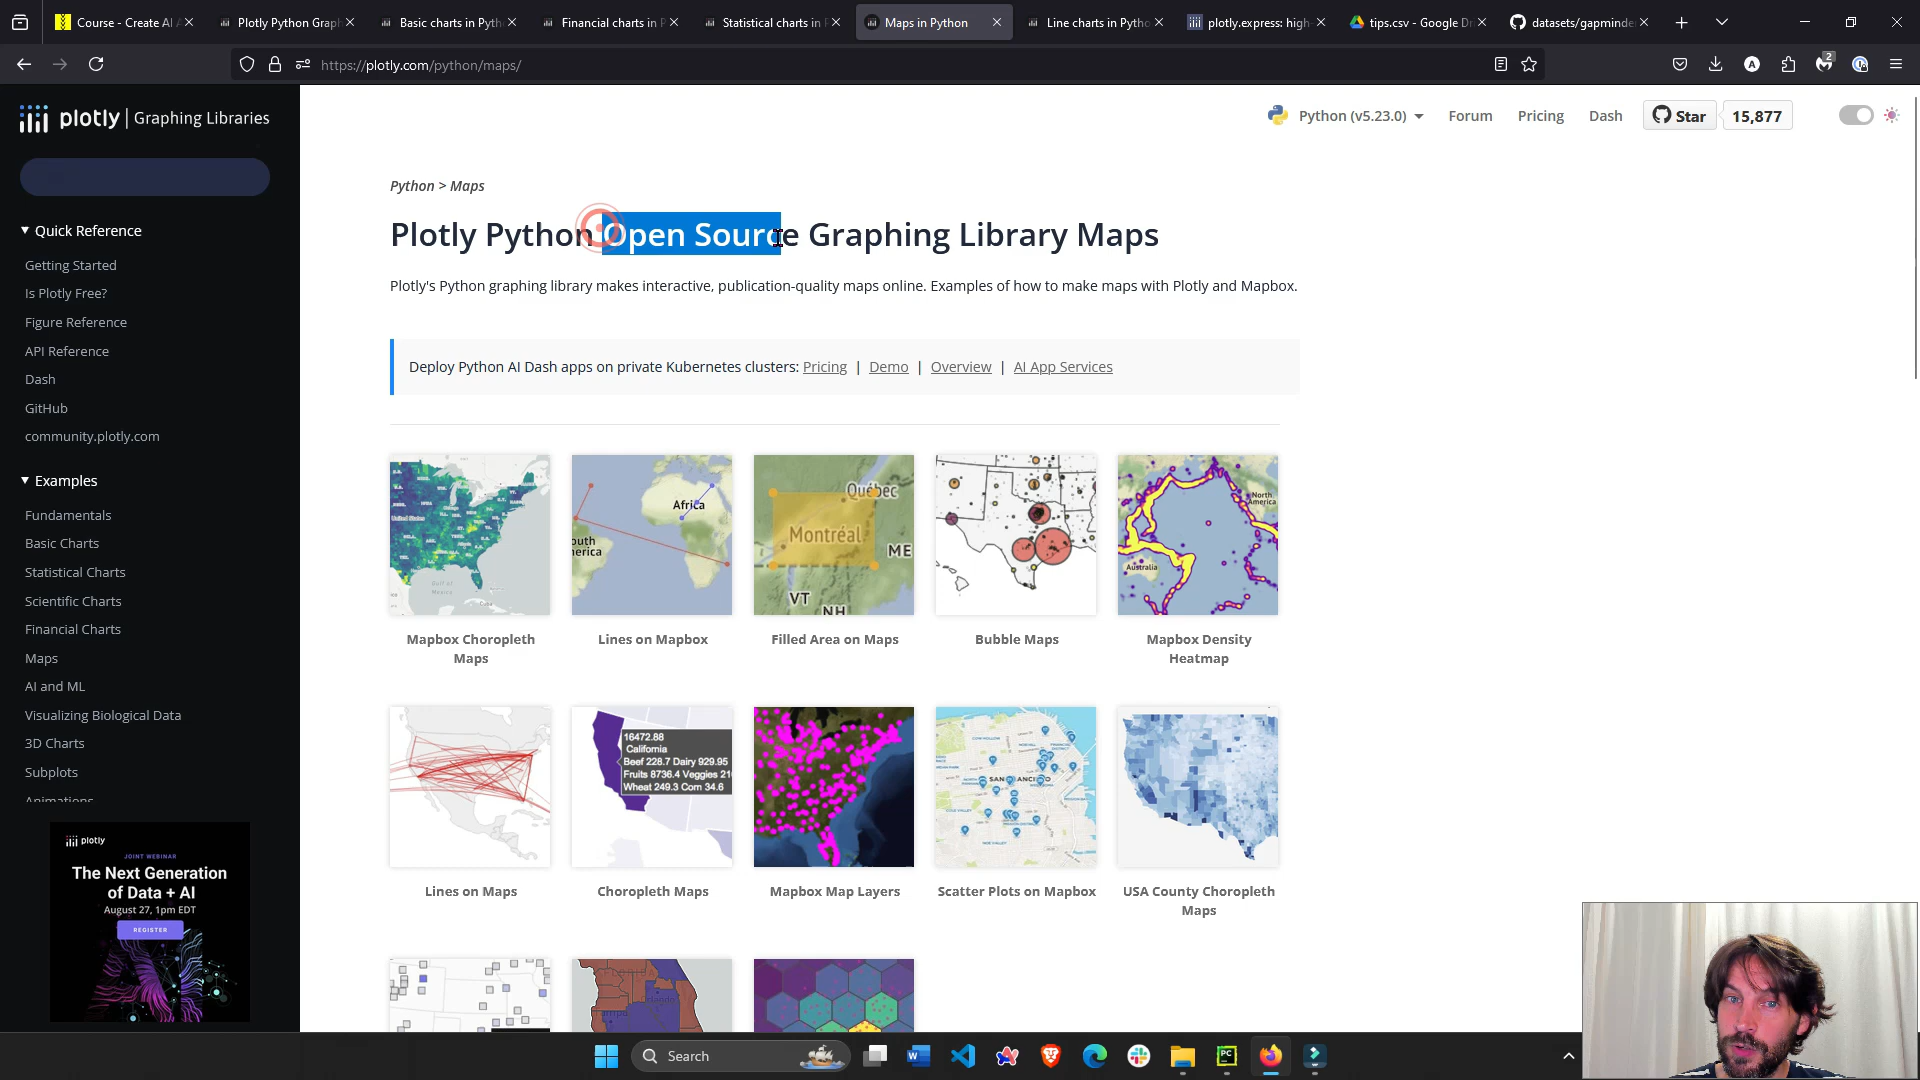 Course - Create AI A
Plotly Python Graph
Basic charts in Pyth
Financial charts in P
Statistical charts in P
Maps in Python
Line charts in Pytho
plotly.express: high-
tips.csv - Google Dri
datasets/gapminde
https://plotly.com/python/maps/
2
plotly | Graphing Libraries
Python (v5.23.0)
Forum
Pricing
Dash
Star
15,877
Quick Reference
Getting Started
Is Plotly Free?
Figure Reference
API Reference
Dash
GitHub
community.plotly.com
Examples
Fundamentals
Basic Charts
Statistical Charts
Scientific Charts
Financial Charts
Maps
AI and ML
Visualizing Biological Data
3D Charts
Subplots
Animations
plotly
JOINT WEBINAR
The Next Generation
of Data + AI
August 27, 1pm EDT
REGISTER
Python > Maps
Plotly Python Open Source Graphing Library Maps
Plotly's Python graphing library makes interactive, publication-quality maps online. Examples of how to make maps with Plotly and Mapbox.
Deploy Python AI Dash apps on private Kubernetes clusters: Pricing | Demo | Overview | AI App Services
Africa
outh
nerica
Québec
Montréal
ME
VT
NH
North
America
Australia
Mapbox Choropleth
Maps
Lines on Mapbox
Filled Area on Maps
Bubble Maps
Mapbox Density
Heatmap
16472.88
California
Beef 228.7 Dairy 929.95
Fruits 8736.4 Veggies 21
Wheat 249.3 Corn 34.6
Lines on Maps
Choropleth Maps
Mapbox Map Layers
Scatter Plots on Mapbox
USA County Choropleth
Maps
Search